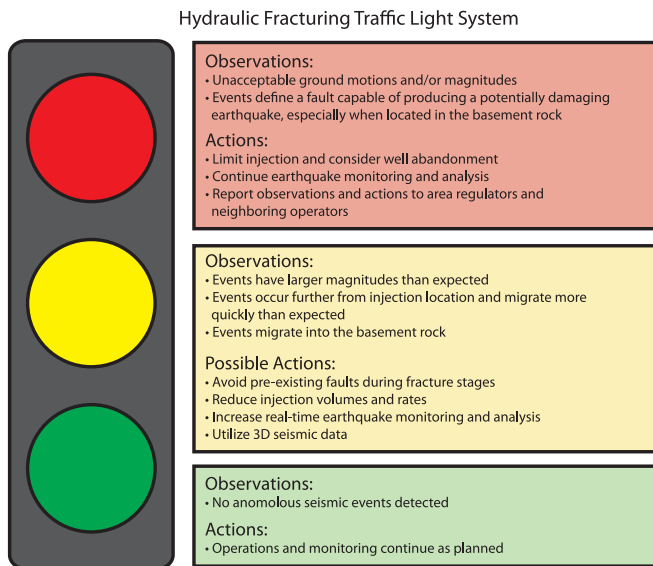 Hydraulic Fracturing Traffic Light System
Observations:
• Unacceptable ground motions and/or magnitudes
• Events define a fault capable of producing a potentially damaging
earthquake, especially when located in the basement rock
Actions:
• Limit injection and consider well abandonment
• Continue earthquake monitoring and analysis
• Report observations and actions to area regulators and
neighboring operators
Observations:
• Events have larger magnitudes than expected
• Events occur further from injection location and migrate more
quickly than expected
• Events migrate into the basement rock
Possible Actions:
• Avoid pre-existing faults during fracture stages
• Reduce injection volumes and rates
• Increase real-time earthquake monitoring and analysis
• Utilize 3D seismic data
Observations:
• No anomolous seismic events detected
Actions:
• Operations and monitoring continue as planned